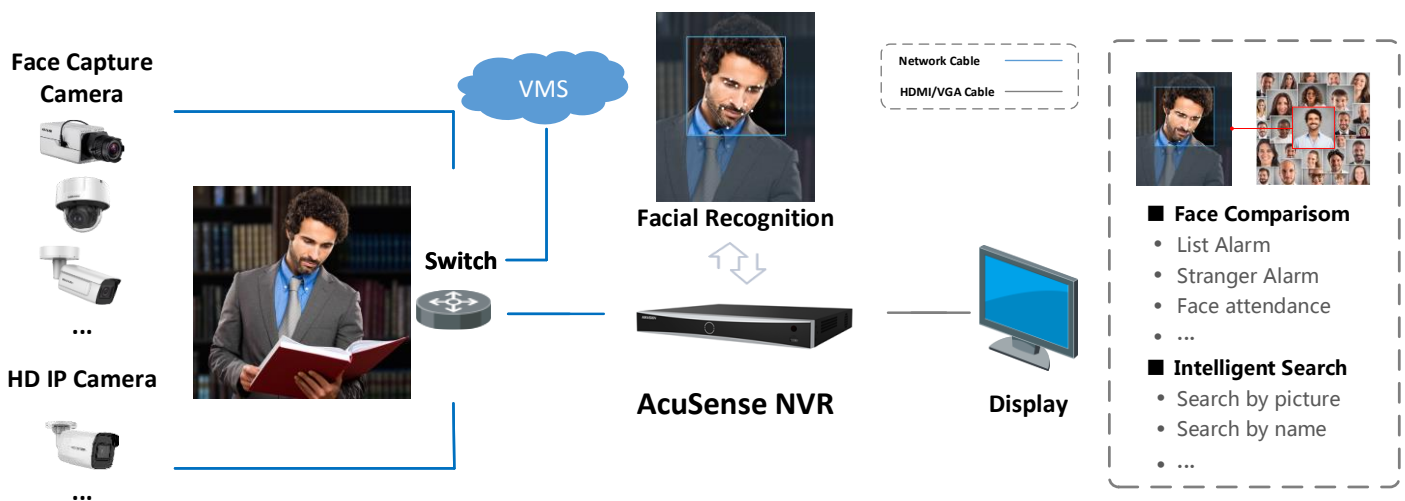 Face Capture
Camera
...
HD IP Camera
...
VMS
Switch
Facial Recognition
AcuSense NVR
Display
Network Cable
HDMI/VGA Cable
■ Face Comparisom
• List Alarm
• Stranger Alarm
• Face attendance
• ...
■ Intelligent Search
• Search by picture
• Search by name
• ...